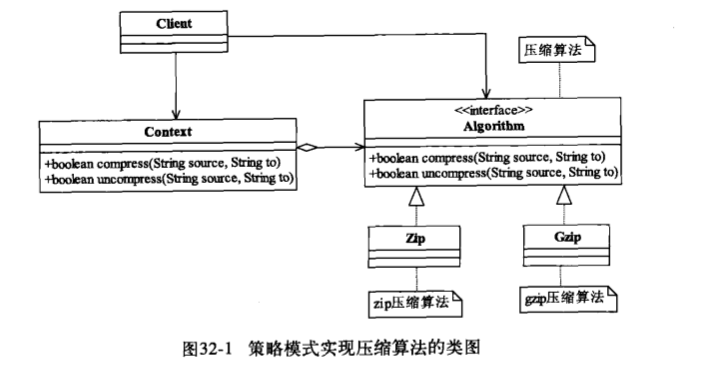 Client
压缩算法
<<interface>>
Algorithm
+boolean compress(String source, String to)
+boolean uncompress(String source, String to)
Context
+boolean compress(String source, String to)
+boolean uncompress(String source, String to)
Zip
Gzip
zip压缩算法
gzip压缩算法
图32-1 策略模式实现压缩算法的类图